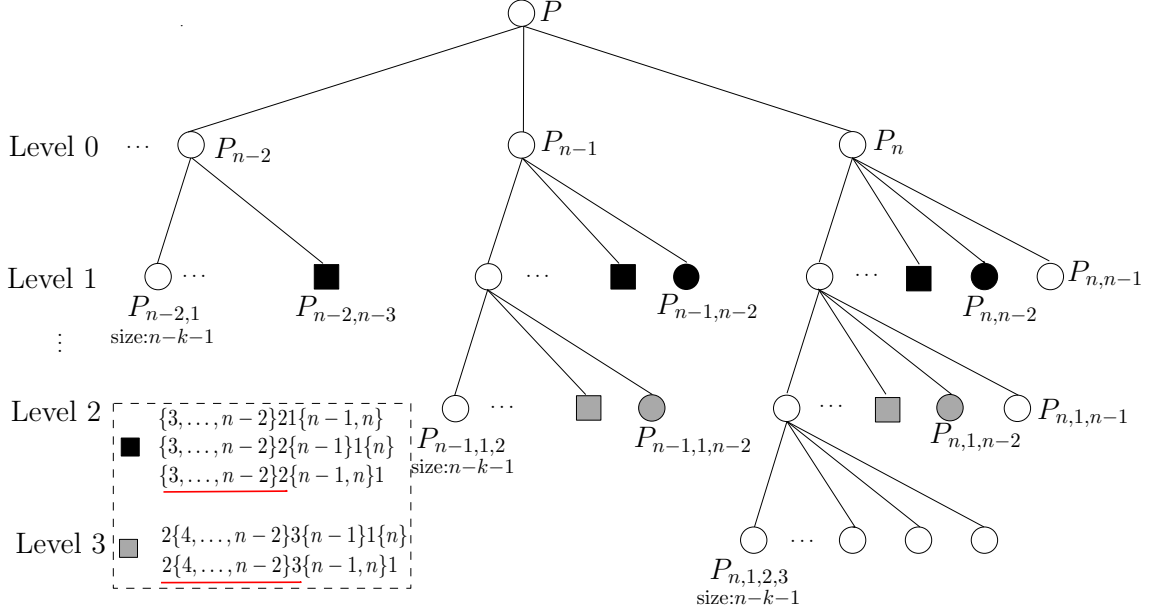 P
Level 0 ⋯ P_{n−2} P_{n−1} P_n
Level 1 ⋯ ⋯ ⋯ P_{n,n−1}
P_{n−2,1} P_{n−2,n−3} P_{n−1,n−2} P_{n,n−2}
size:n−k−1
⋮
Level 2 ⋯ ⋯ P_{n,1,n−1}
P_{n−1,1,2} P_{n−1,1,n−2} P_{n,1,n−2}
size:n−k−1
{3,…,n−2}21{n−1,n}
{3,…,n−2}2{n−1}1{n}
{3,…,n−2}2{n−1,n}1
Level 3 ⋯
2{4,…,n−2}3{n−1}1{n}
2{4,…,n−2}3{n−1,n}1
P_{n,1,2,3}
size:n−k−1